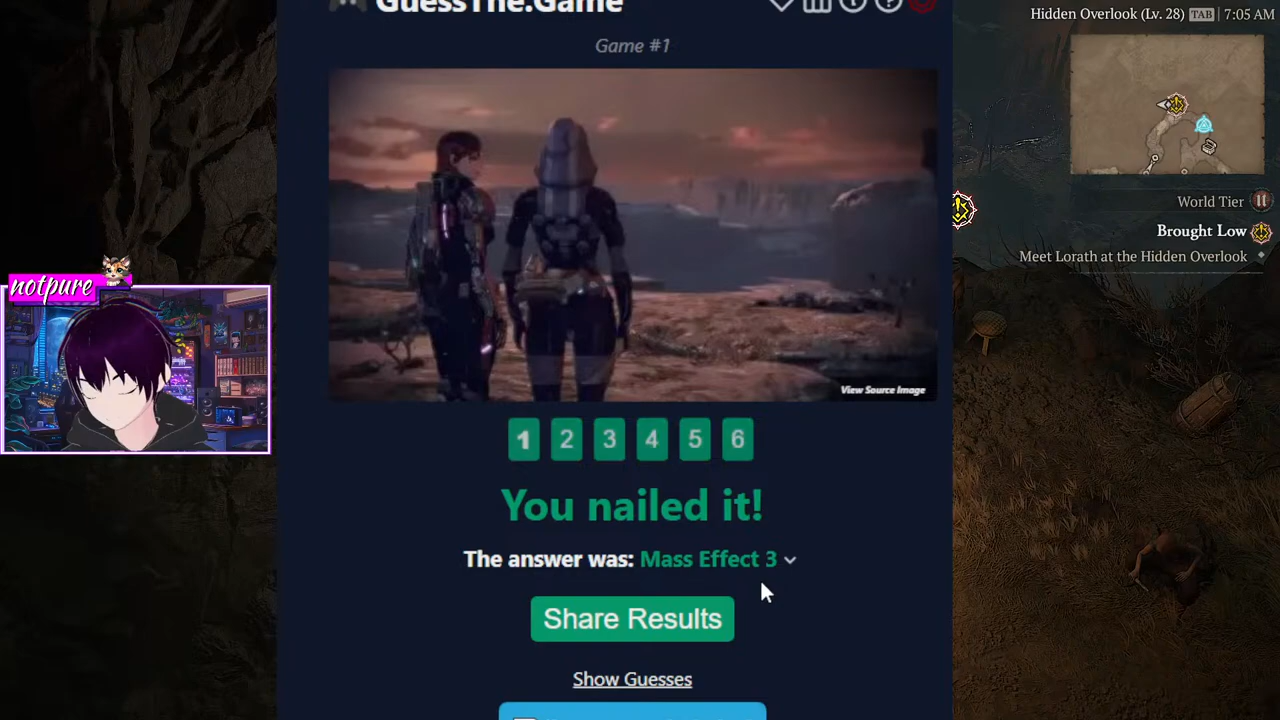 GuessThe.Game
Hidden Overlook (Lv. 28) TAB 7:05 AM
Game #1
World Tier II
Brought Low
Meet Lorath at the Hidden Overlook
notpure
View Source Image
1 2 3 4 5 6
You nailed it!
The answer was: Mass Effect 3
Share Results
Show Guesses